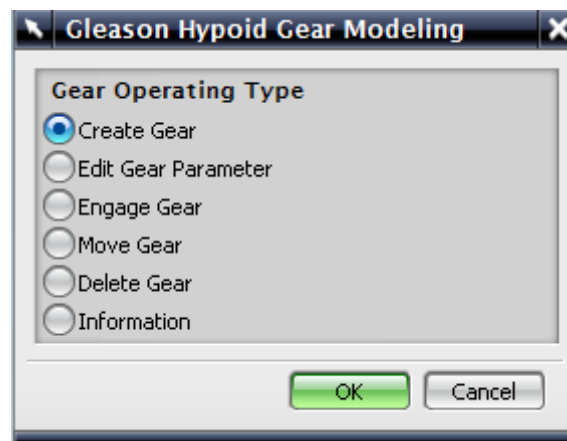 Gleason Hypoid Gear Modeling
Gear Operating Type
Create Gear
Edit Gear Parameter
Engage Gear
Move Gear
Delete Gear
Information
OK Cancel